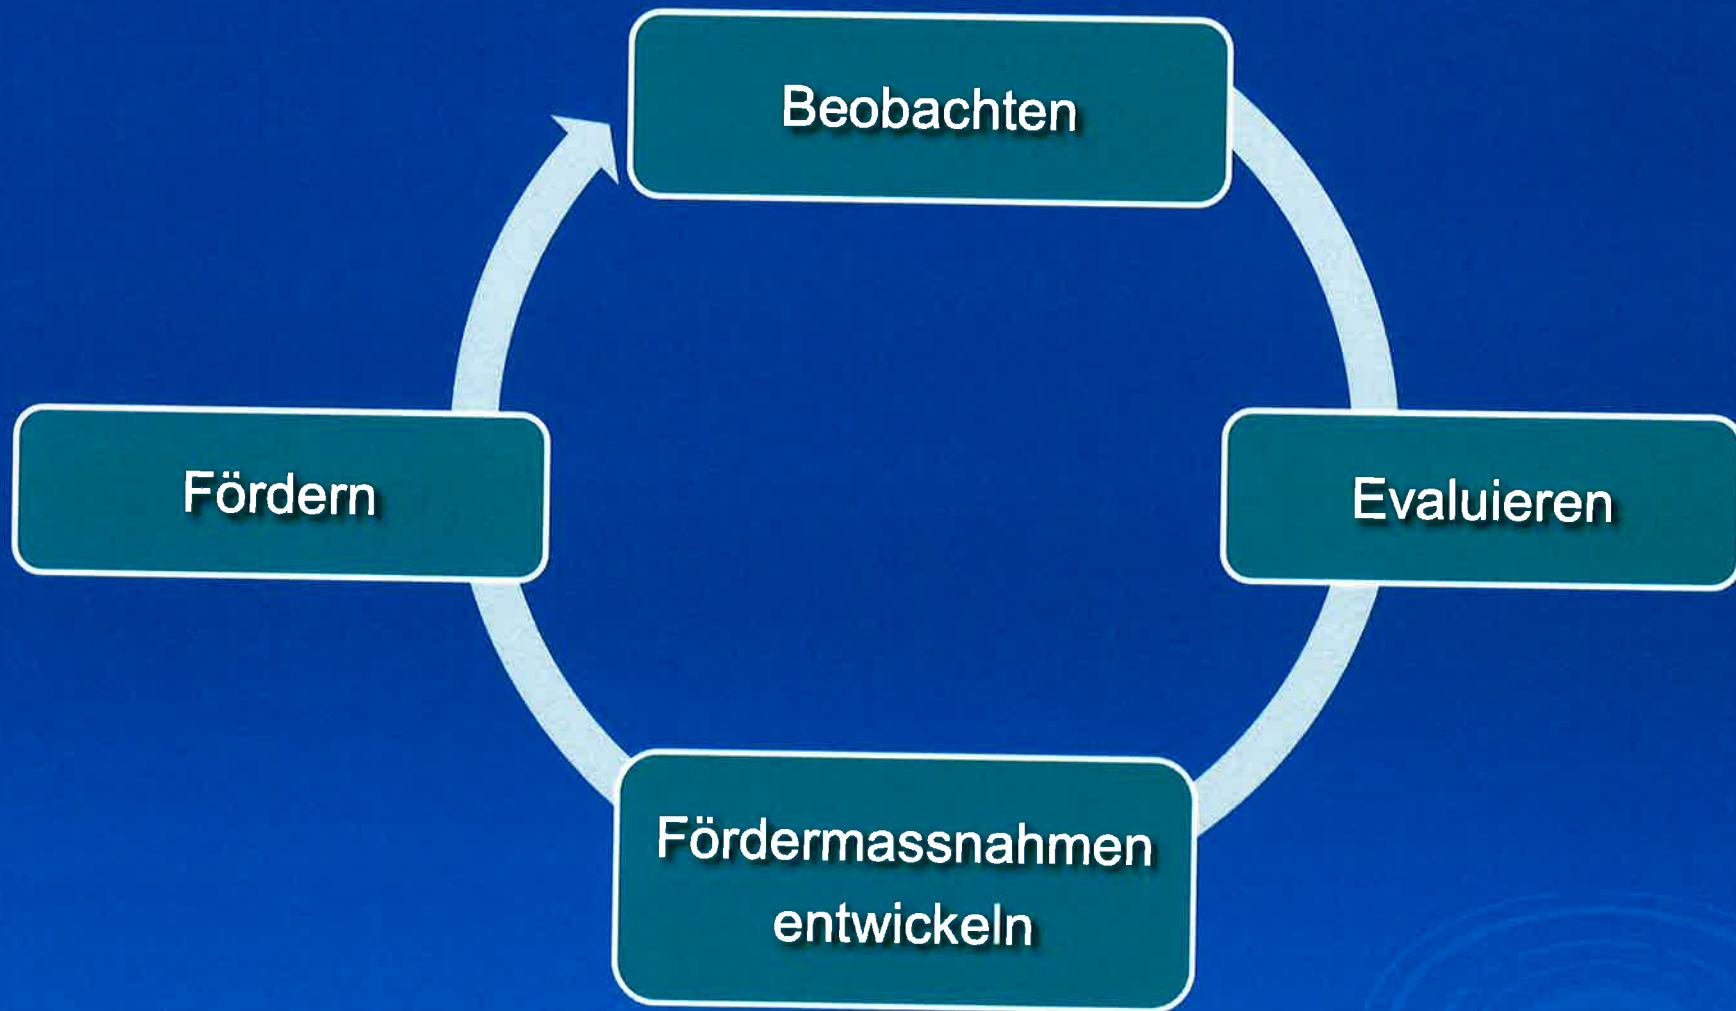 Beobachten
Evaluieren
Fördermassnahmen
entwickeln
Fördern